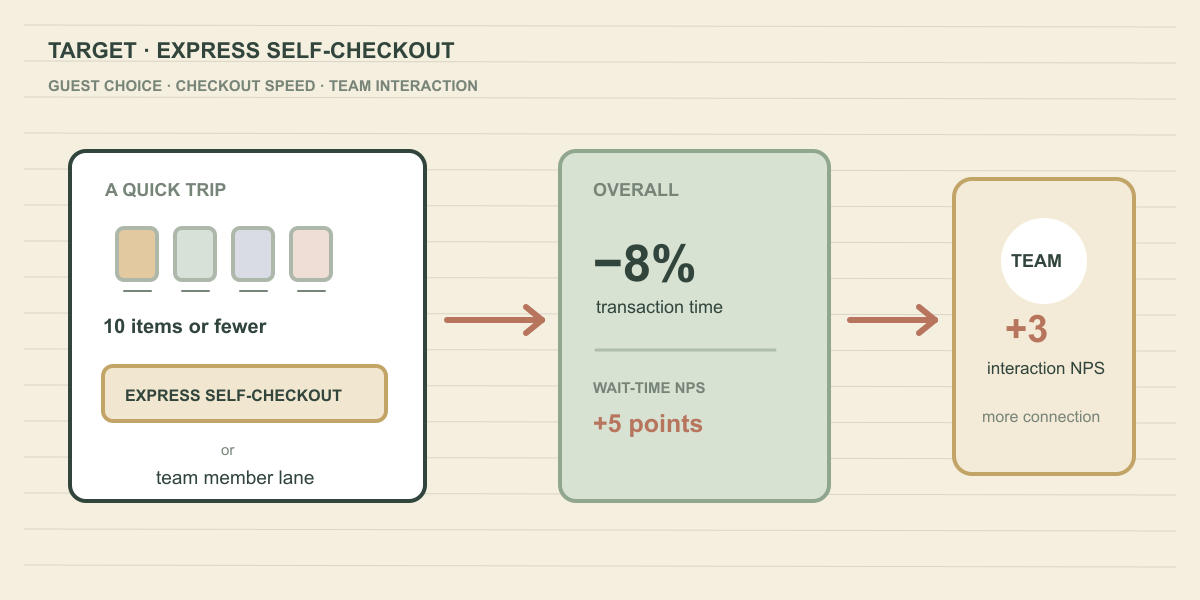 TARGET · EXPRESS SELF-CHECKOUT
GUEST CHOICE · CHECKOUT SPEED · TEAM INTERACTION
A QUICK TRIP
10 items or fewer
EXPRESS SELF-CHECKOUT
or
team member lane
OVERALL
−8%
transaction time
WAIT-TIME NPS
+5 points
TEAM
+3
interaction NPS
more connection